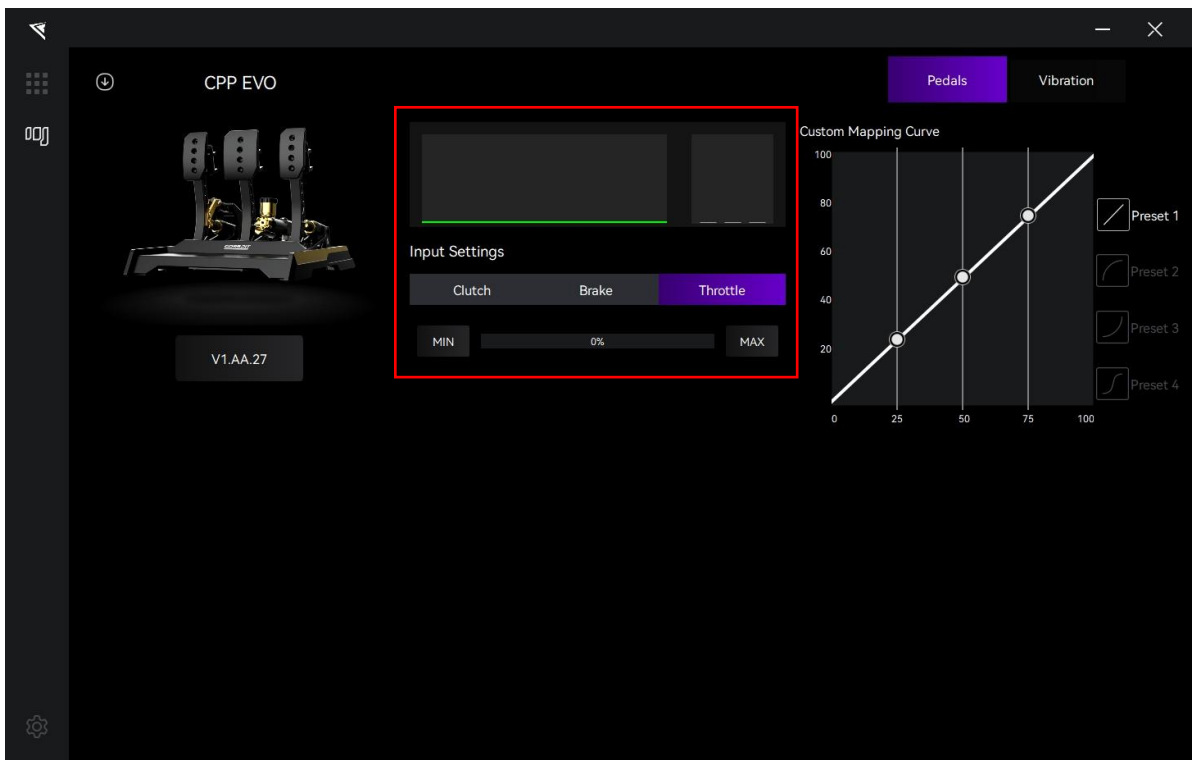 CPP EVO
Pedals
Vibration
V1.AA.27
Input Settings
Clutch Brake Throttle
MIN 0% MAX
Custom Mapping Curve
100
80
60
40
20
0 25 50 75 100
Preset 1
Preset 2
Preset 3
Preset 4